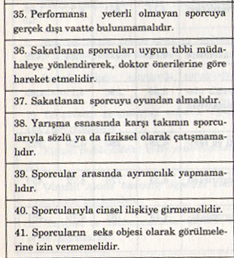 35. Performansı yeterli olmayan sporcuya
gerçek dışı vaatte bulunmamalıdır.
36. Sakatlanan sporcuları uygun tıbbi müda-
haleye yönlendirerek, doktor önerilerine göre
hareket etmelidir.
37. Sakatlanan sporcuyu oyundan almalıdır.
38. Yarışma esnasında karşı takımın sporcu-
larıyla sözlü ya da fiziksel olarak çatışmama-
lıdır.
39. Sporcular arasında ayrımcılık yapmama-
lıdır.
40. Sporcularıyla cinsel ilişkiye girmemelidir.
41. Sporcuların seks objesi olarak görülmele-
rine izin vermemelidir.